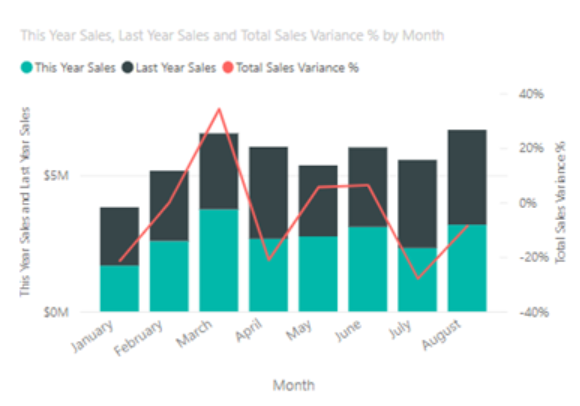 This Year Sales, Last Year Sales and Total Sales Variance % by Month
This Year Sales Last Year Sales Total Sales Variance %
This Year Sales and Last Year Sales
$5M
$0M
40%
20%
0%
-20%
-40%
Total Sales Variance %
January February March April May June July August
Month